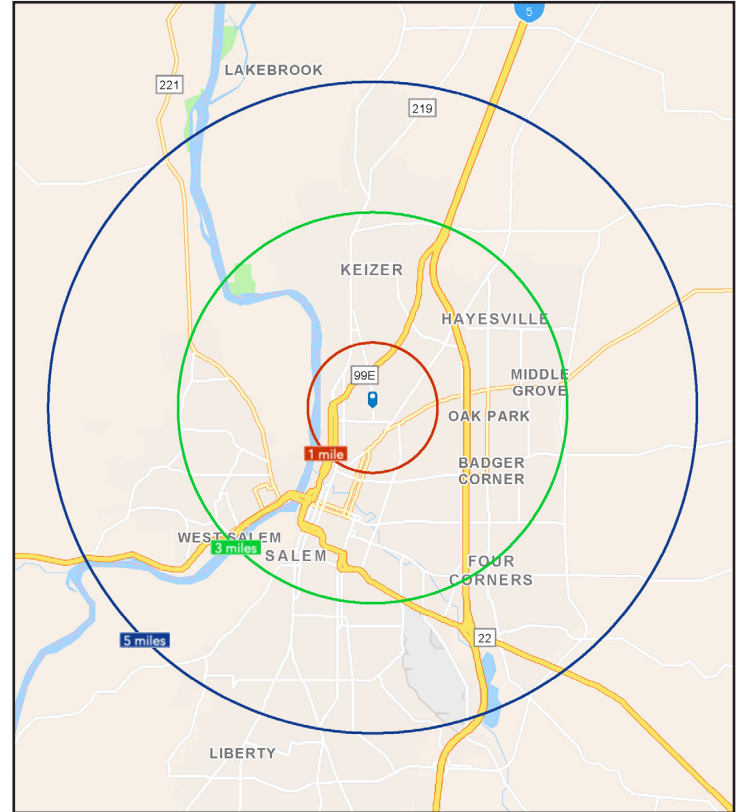 5
LAKEBROOK
221
219
KEIZER
HAYESVILLE
99E
MIDDLE
GROVE
OAK PARK
1 mile
BADGER
CORNER
WEST SALEM
3 miles
SALEM
FOUR
CORNERS
5 miles
22
LIBERTY